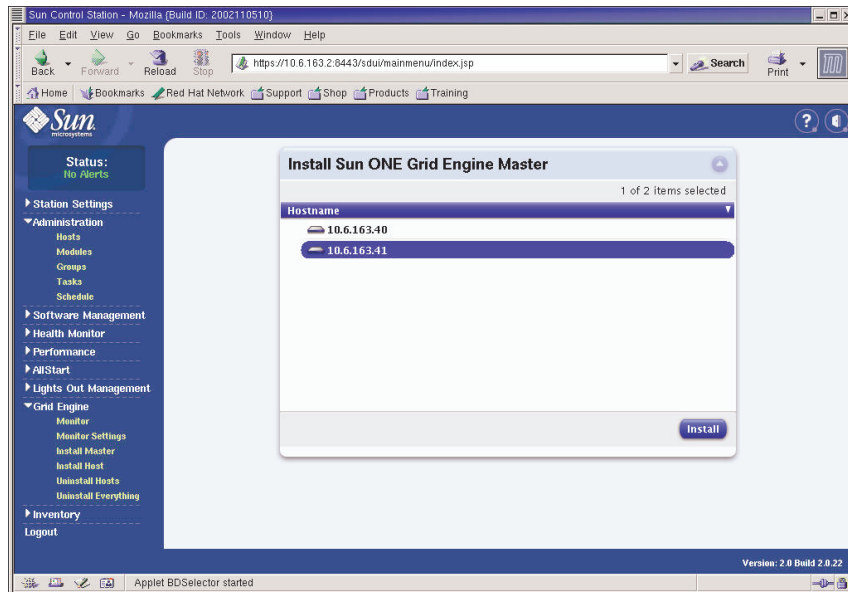 Sun Control Station - Mozilla {Build ID: 2002110510}
File Edit View Go Bookmarks Tools Window Help
Back Forward Reload Stop https://10.6.163.2:8443/sdui/mainmenu/index.jsp Search Print
Home Bookmarks Red Hat Network Support Shop Products Training
Sun
microsystems
Status:
No Alerts
Station Settings
Administration
Hosts
Modules
Groups
Tasks
Schedule
Software Management
Health Monitor
Performance
AllStart
Lights Out Management
Grid Engine
Monitor
Monitor Settings
Install Master
Install Host
Uninstall Hosts
Uninstall Everything
Inventory
Logout
Install Sun ONE Grid Engine Master
1 of 2 items selected
Hostname
10.6.163.40
10.6.163.41
Install
Version: 2.0 Build 2.0.22
Applet BDSelector started